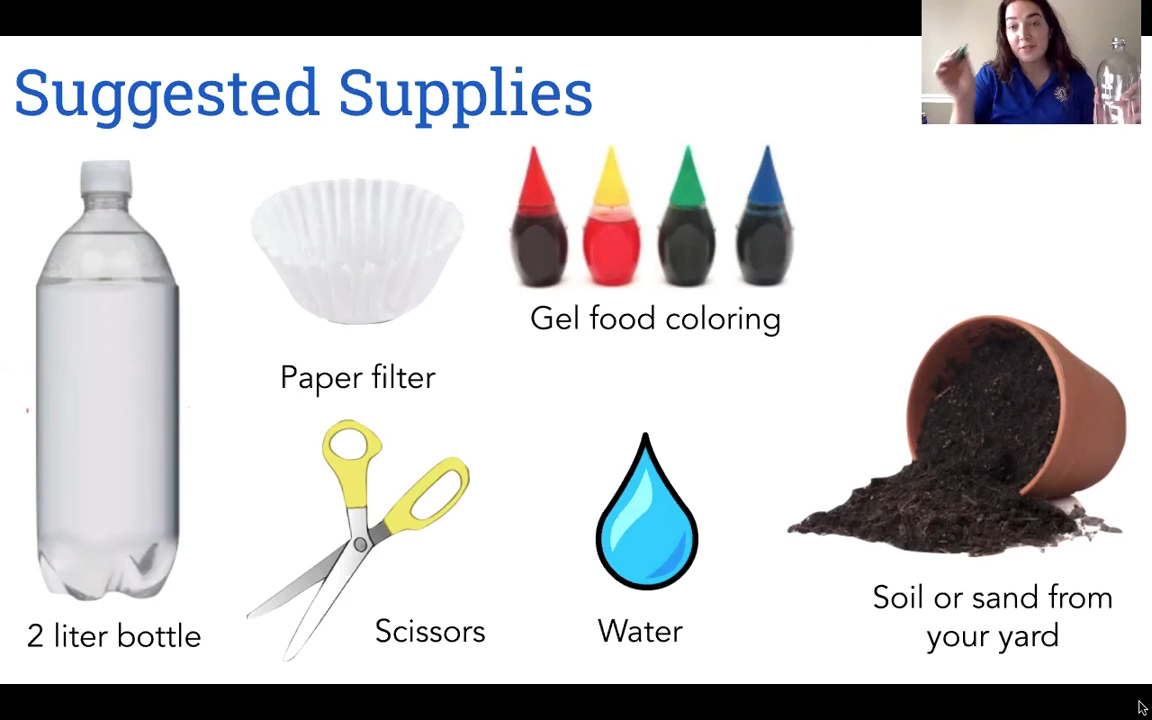 Suggested Supplies
Gel food coloring
Paper filter
Soil or sand from
your yard
2 liter bottle
Scissors
Water